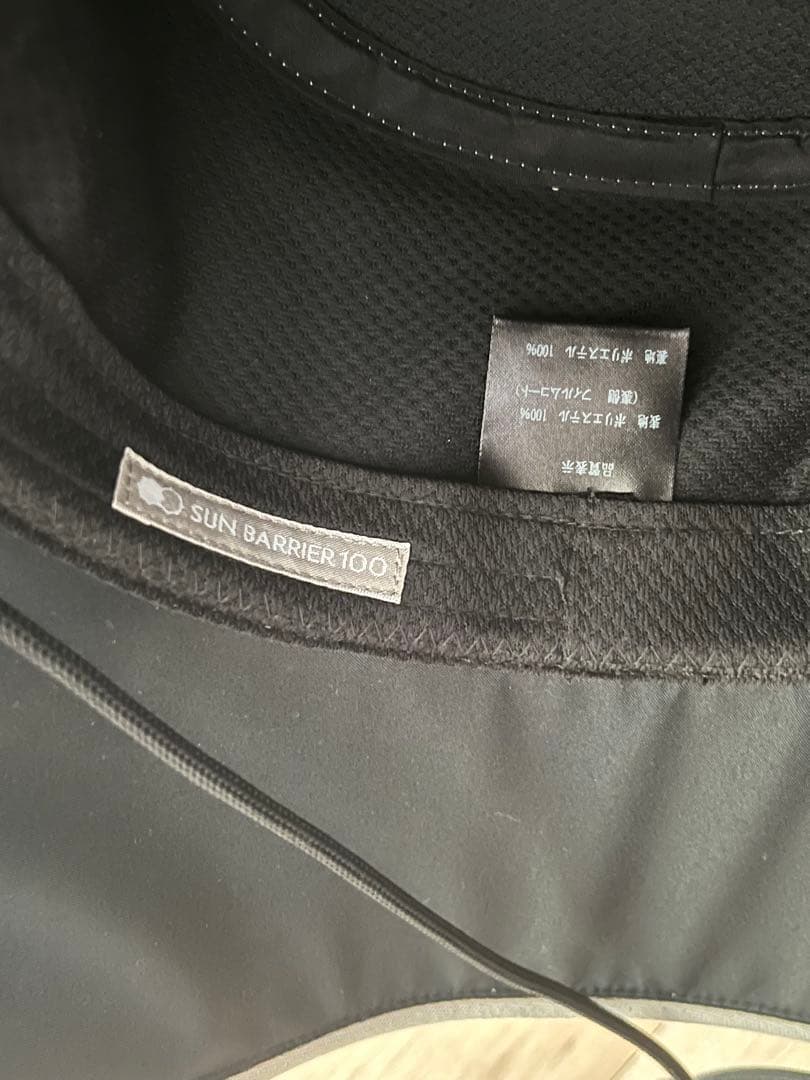 SUN BARRIER 100
品質表示
表地 ポリエステル 100%
(裏側 フィルムコート)
裏地 ポリエステル 100%